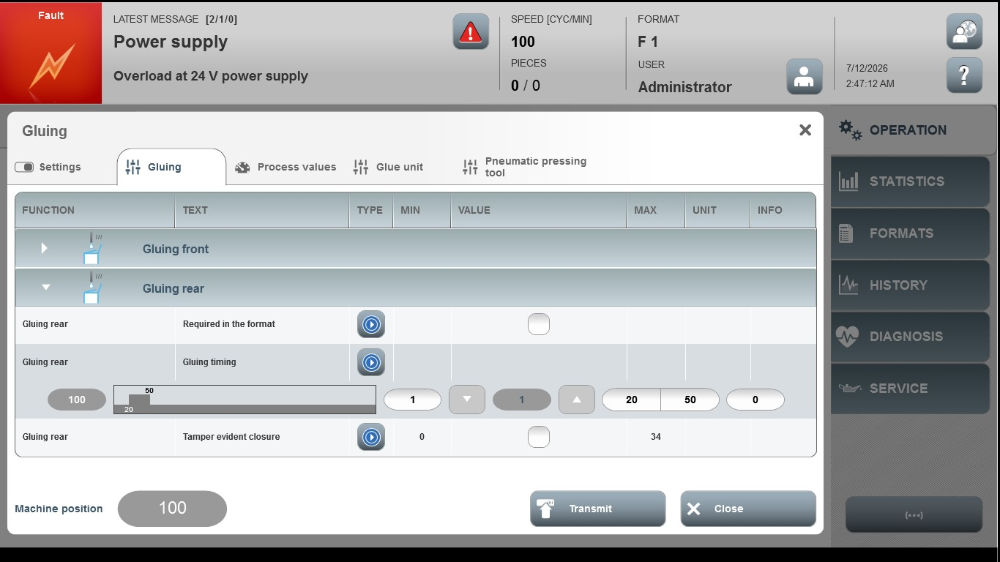 Fault
LATEST MESSAGE [2/1/0]
Power supply
Overload at 24 V power supply
SPEED [CYC/MIN]
100
PIECES
0 / 0
FORMAT
F 1
USER
Administrator
7/12/2026
2:47:12 AM
?
Gluing
Settings
Gluing
Process values
Glue unit
Pneumatic pressing
tool
FUNCTION TEXT TYPE MIN VALUE MAX UNIT INFO
Gluing front
Gluing rear
Gluing rear Required in the format
Gluing rear Gluing timing
100 20 50 1 1 20 50 0
Gluing rear Tamper evident closure 0 34
Machine position 100
Transmit
Close
OPERATION
STATISTICS
FORMATS
HISTORY
DIAGNOSIS
SERVICE
(...)